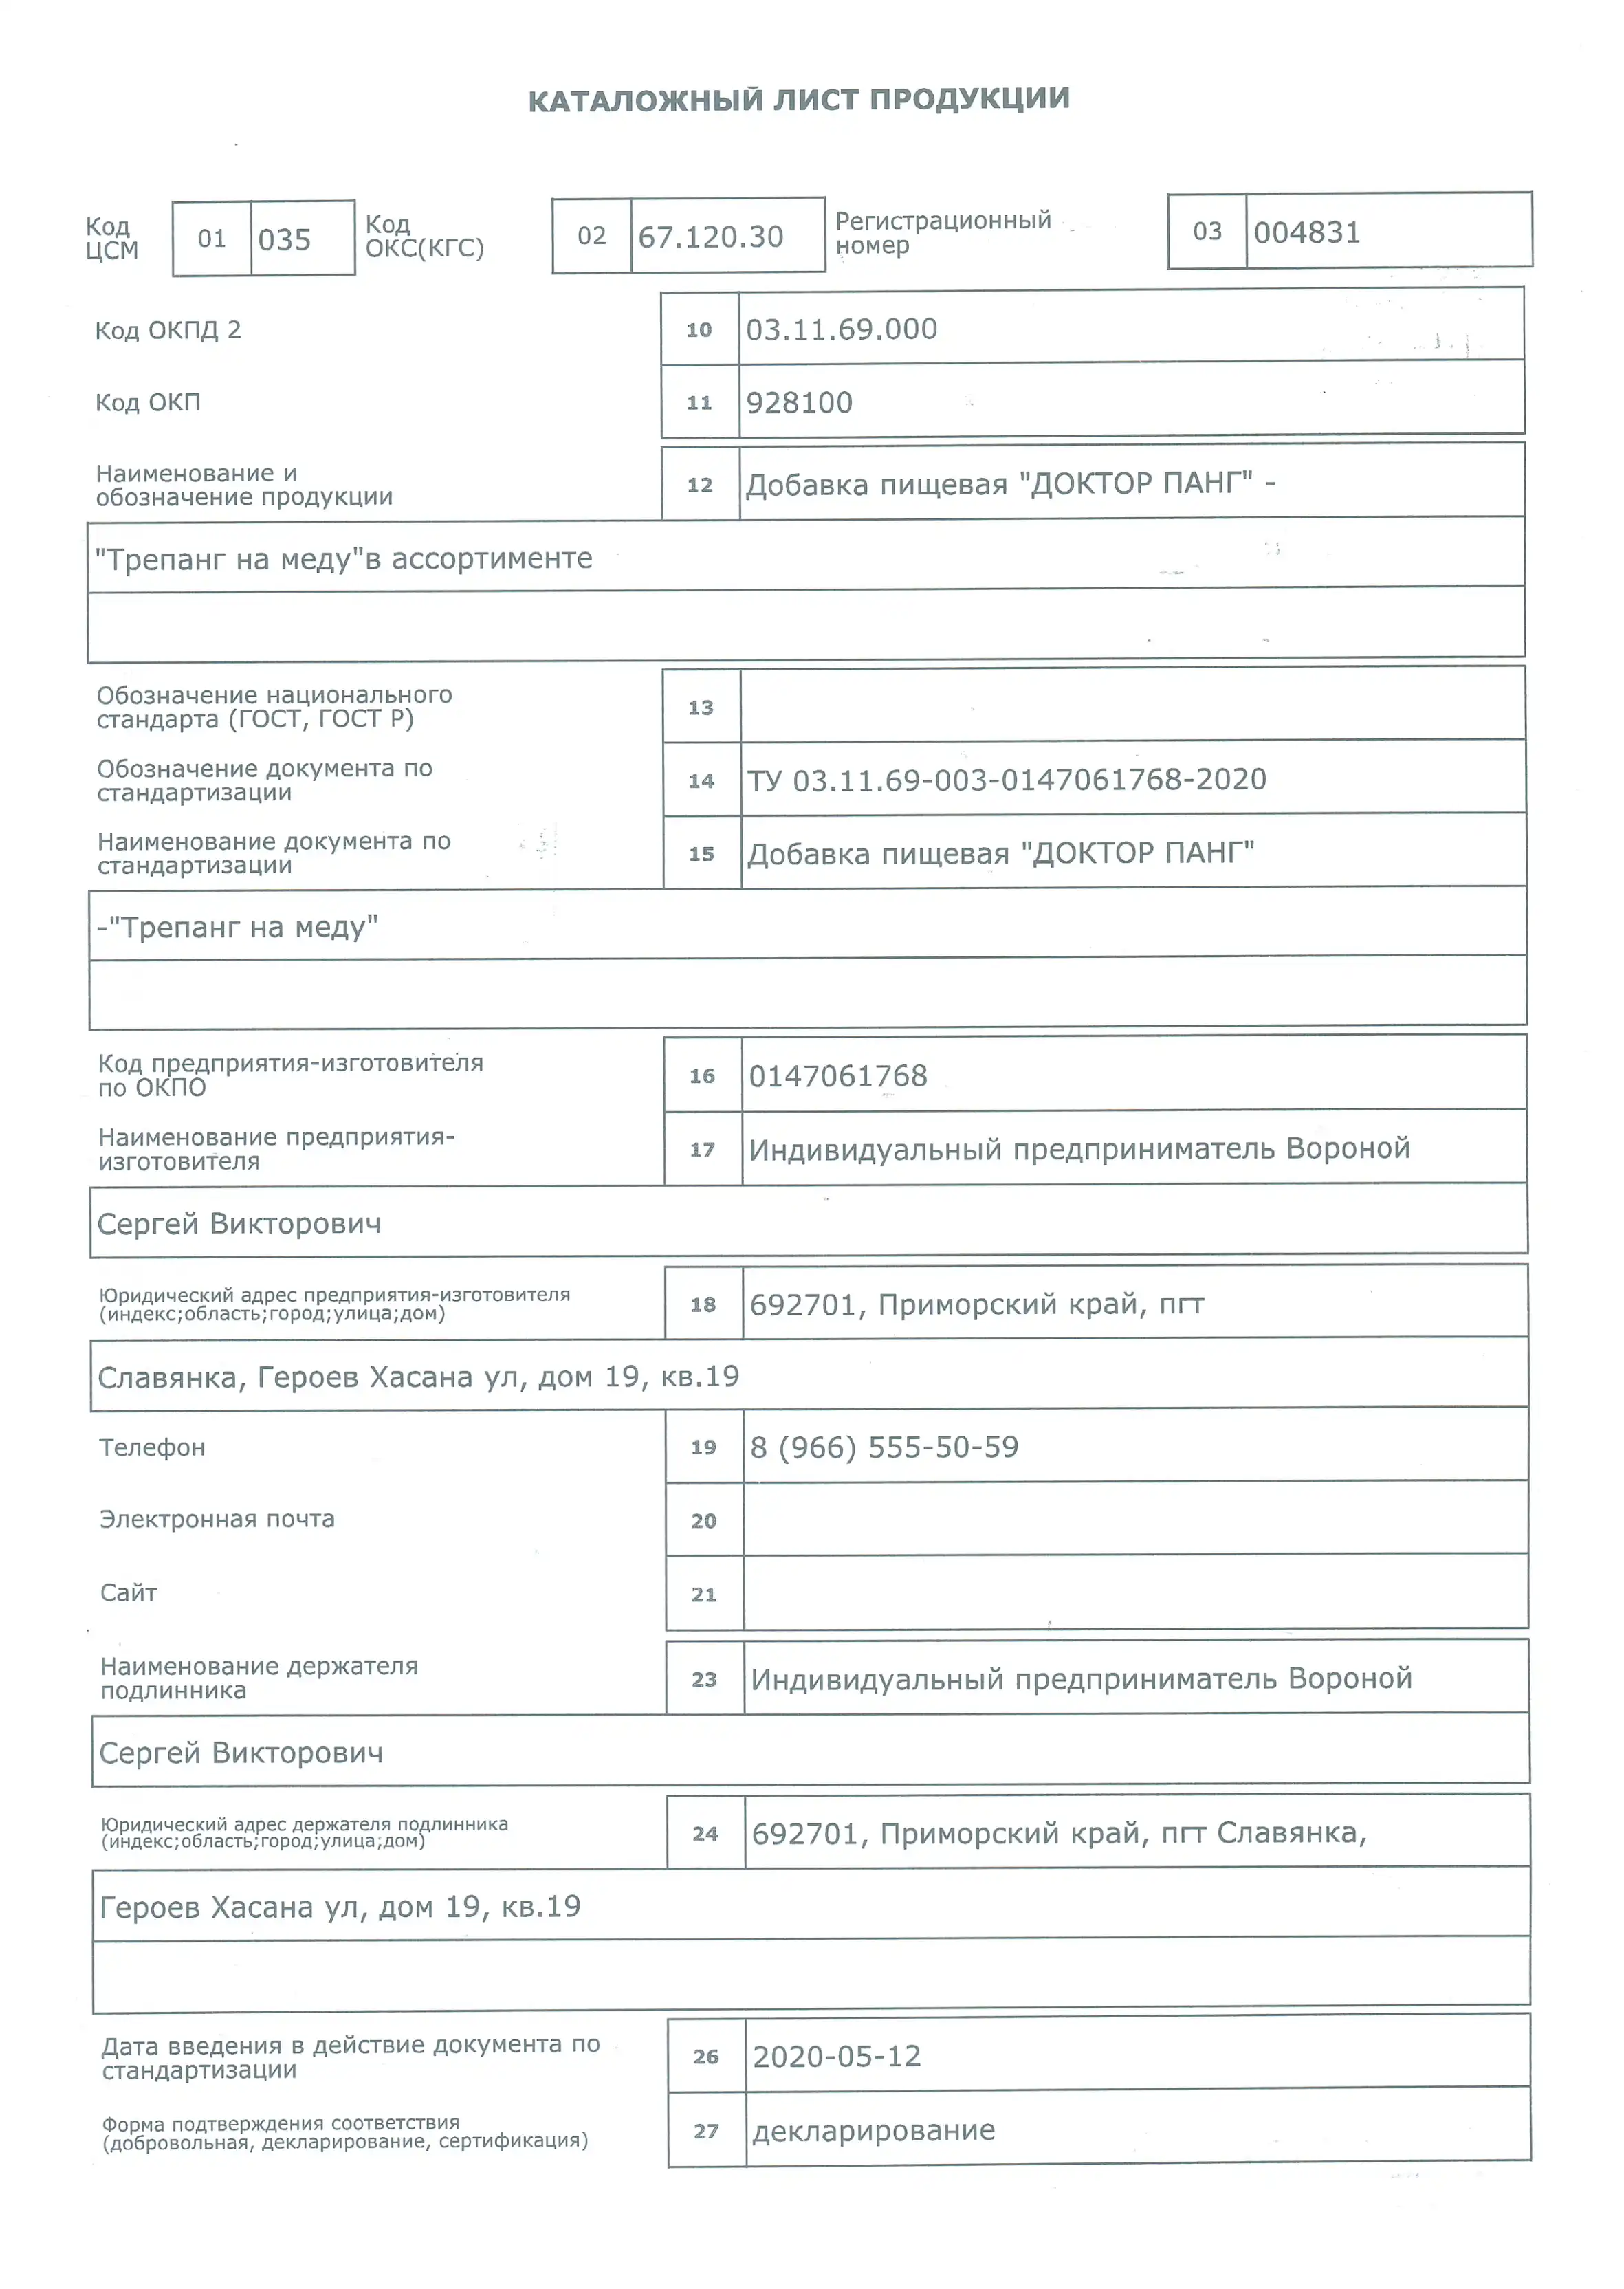 КАТАЛОЖНЫЙ ЛИСТ ПРОДУКЦИИ
Код
ЦСМ
01
035
Код
ОКС(КГС)
02
67.120.30
Регистрационный
номер
03
004831
Код ОКПД 2
10
03.11.69.000
Код ОКП
11
928100
Наименование и
обозначение продукции
12
Добавка пищевая "ДОКТОР ПАНГ" -
"Трепанг на меду"в ассортименте
Обозначение национального
стандарта (ГОСТ, ГОСТ Р)
13
Обозначение документа по
стандартизации
14
ТУ 03.11.69-003-0147061768-2020
Наименование документа по
стандартизации
15
Добавка пищевая "ДОКТОР ПАНГ"
-"Трепанг на меду"
Код предприятия-изготовителя
по ОКПО
16
0147061768
Наименование предприятия-
изготовителя
17
Индивидуальный предприниматель Вороной
Сергей Викторович
Юридический адрес предприятия-изготовителя
(индекс;область;город;улица;дом)
18
692701, Приморский край, пгт
Славянка, Героев Хасана ул, дом 19, кв.19
Телефон
19
8 (966) 555-50-59
Электронная почта
20
Сайт
21
Наименование держателя
подлинника
23
Индивидуальный предприниматель Вороной
Сергей Викторович
Юридический адрес держателя подлинника
(индекс;область;город;улица;дом)
24
692701, Приморский край, пгт Славянка,
Героев Хасана ул, дом 19, кв.19
Дата введения в действие документа по
стандартизации
26
2020-05-12
Форма подтверждения соответствия
(добровольная, декларирование, сертификация)
27
декларирование